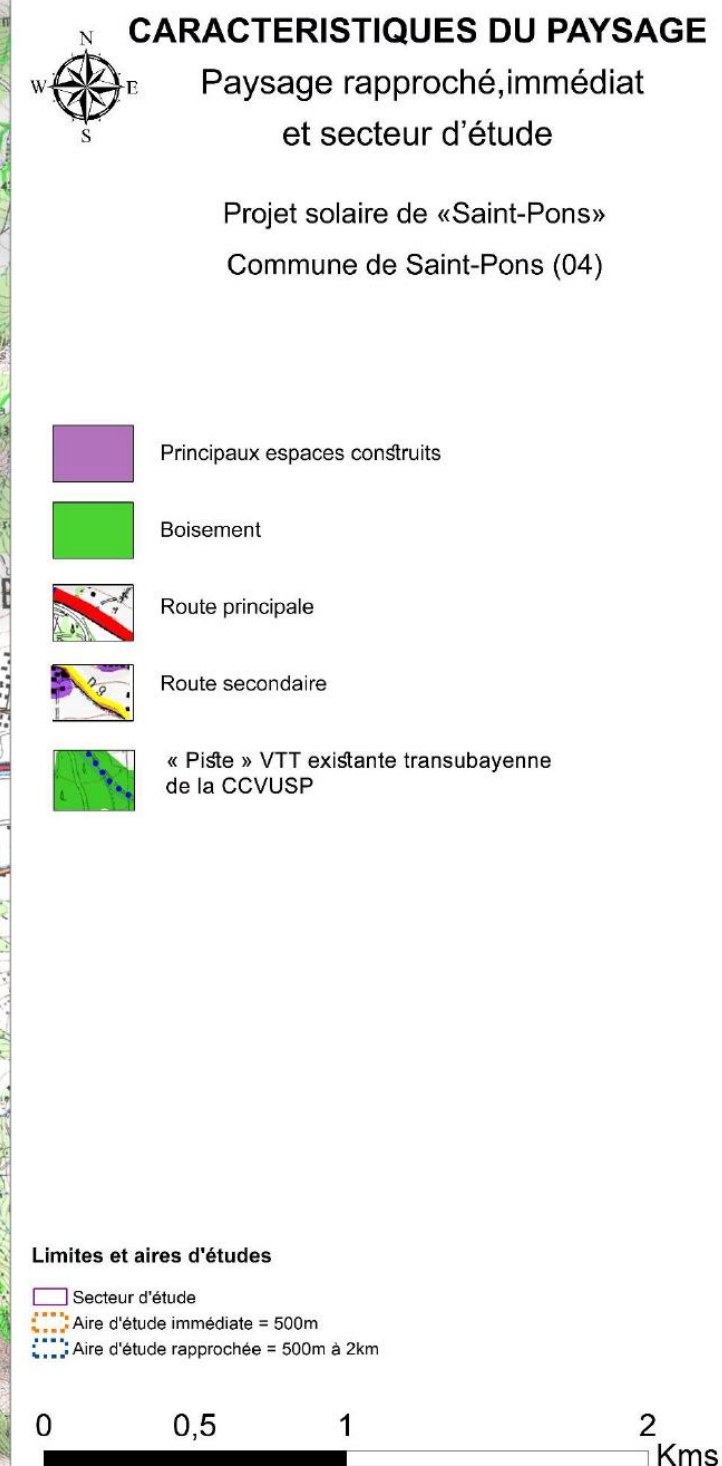 CARACTERISTIQUES DU PAYSAGE
N
W E
S
Paysage rapproché,immédiat
et secteur d'étude
Projet solaire de «Saint-Pons»
Commune de Saint-Pons (04)
Principaux espaces construits
Boisement
Route principale
D 9
Route secondaire
« Piste » VTT existante transubayenne
de la CCVUSP
Limites et aires d'études
Secteur d'étude
Aire d'étude immédiate = 500m
Aire d'étude rapprochée = 500m à 2km
0 0,5 1 2
Kms